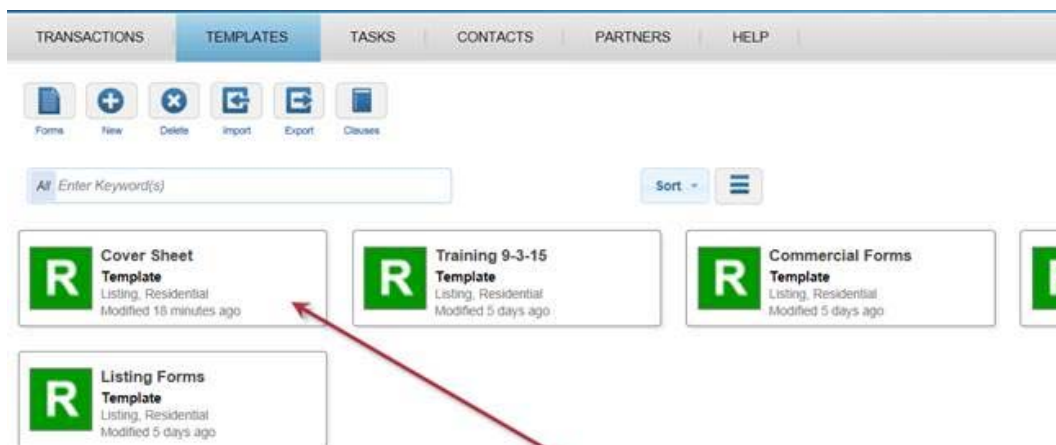 TRANSACTIONS TEMPLATES TASKS CONTACTS PARTNERS HELP
Forms New Delete Import Export Clauses
All Enter Keyword(s) Sort
R Cover Sheet
Template
Listing, Residential
Modified 18 minutes ago
R Training 9-3-15
Template
Listing, Residential
Modified 5 days ago
R Commercial Forms
Template
Listing, Residential
Modified 5 days ago
R Listing Forms
Template
Listing, Residential
Modified 5 days ago